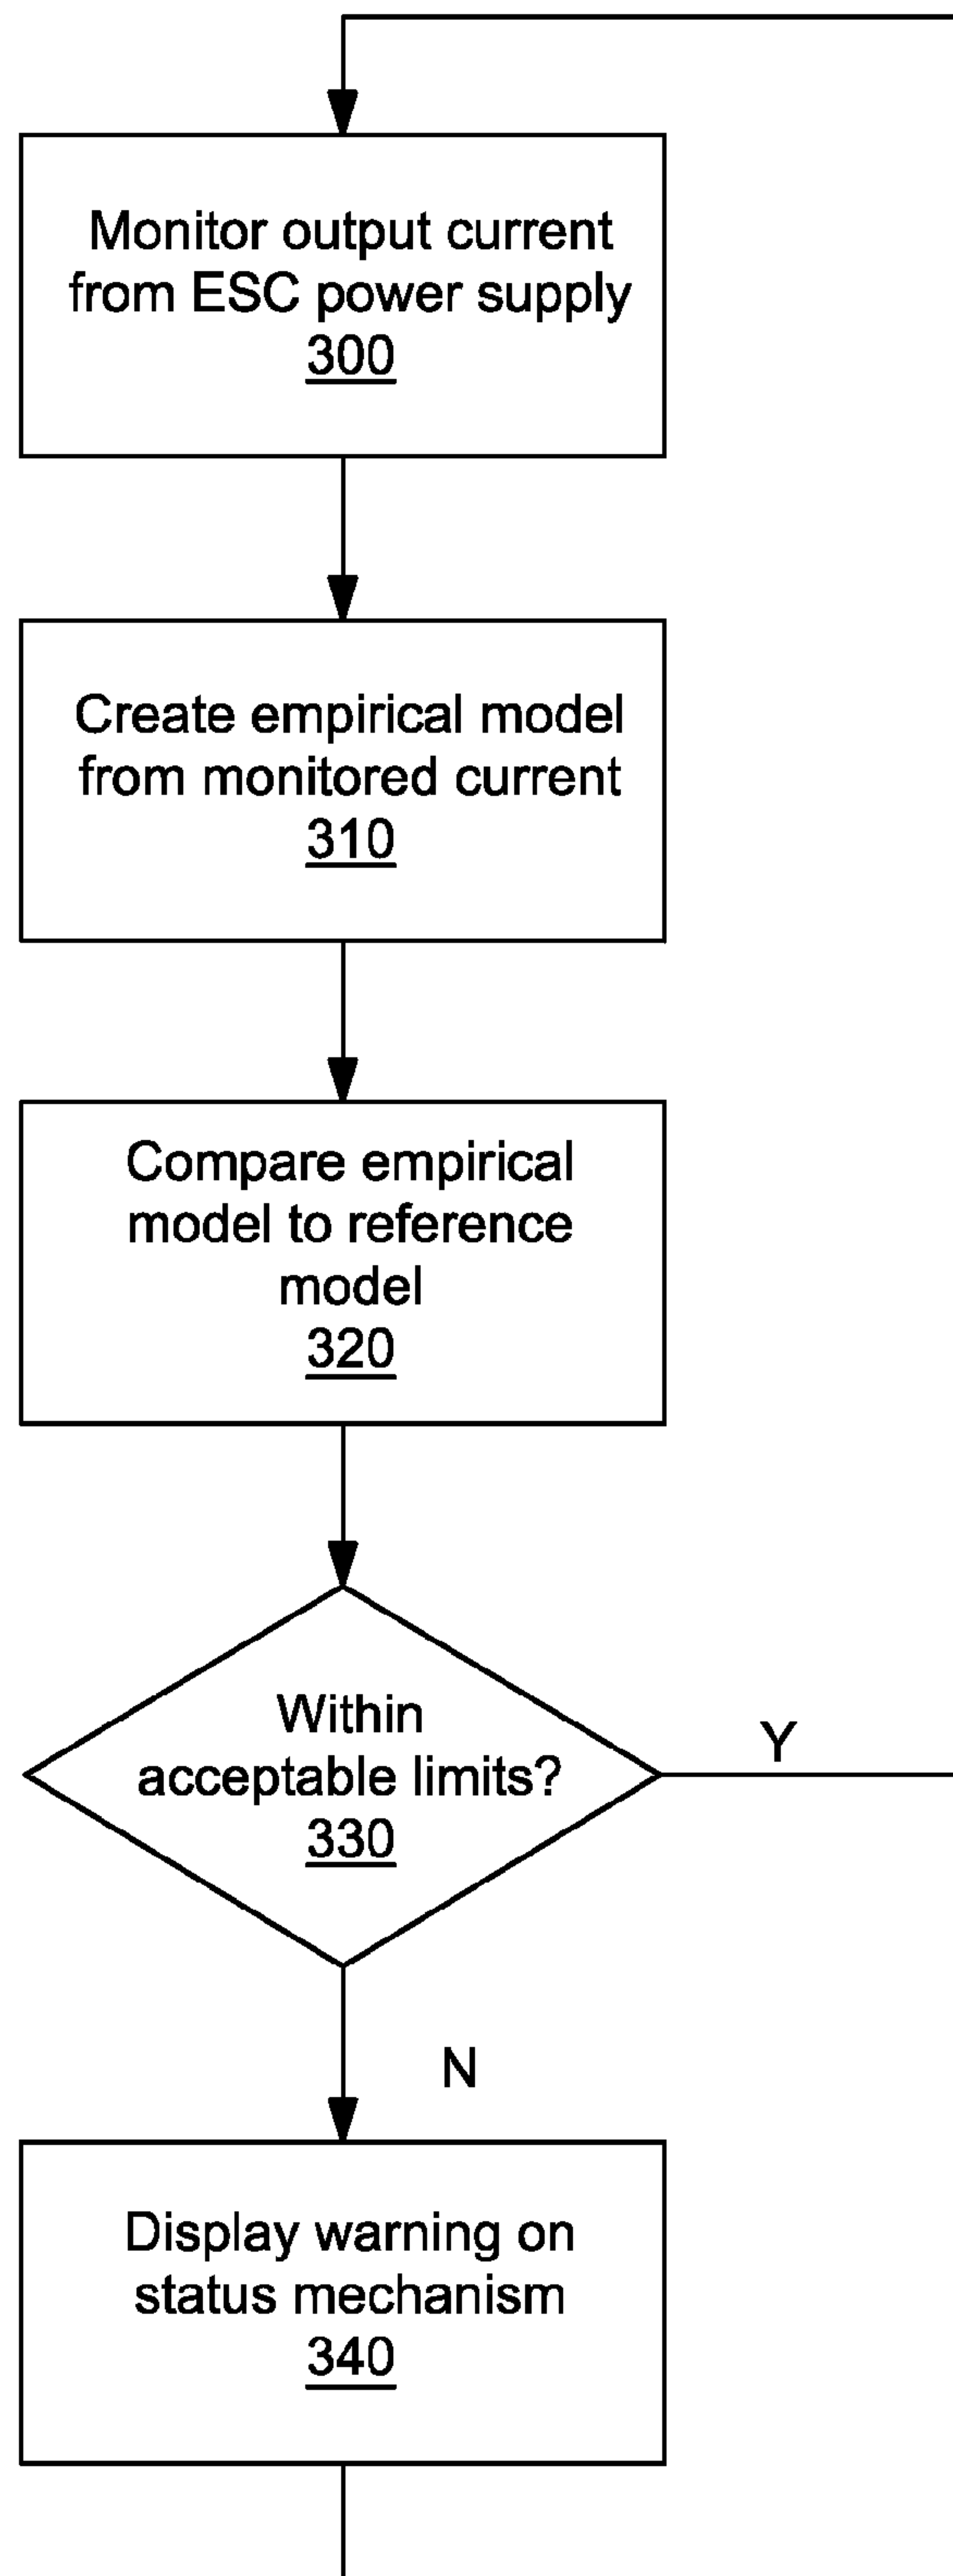 Monitor output current
from ESC power supply
300
Create empirical model
from monitored current
310
Compare empirical
model to reference
model
320
Within
acceptable limits?
330
Y
N
Display warning on
status mechanism
340